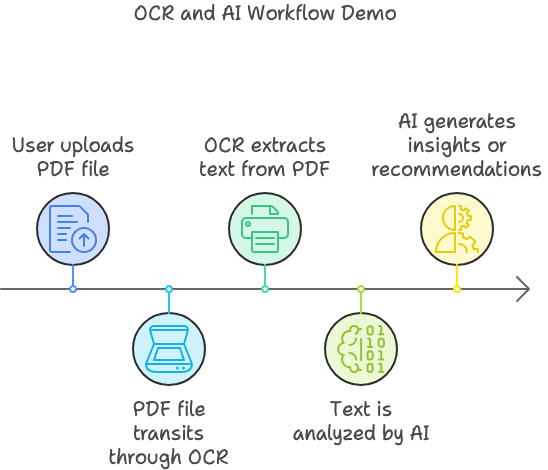 OCR and AI Workflow Demo
User uploads
PDF file
PDF file
transits
through OCR
OCR extracts
text from PDF
Text is
analyzed by AI
AI generates
insights or
recommendations
01
10
01
01